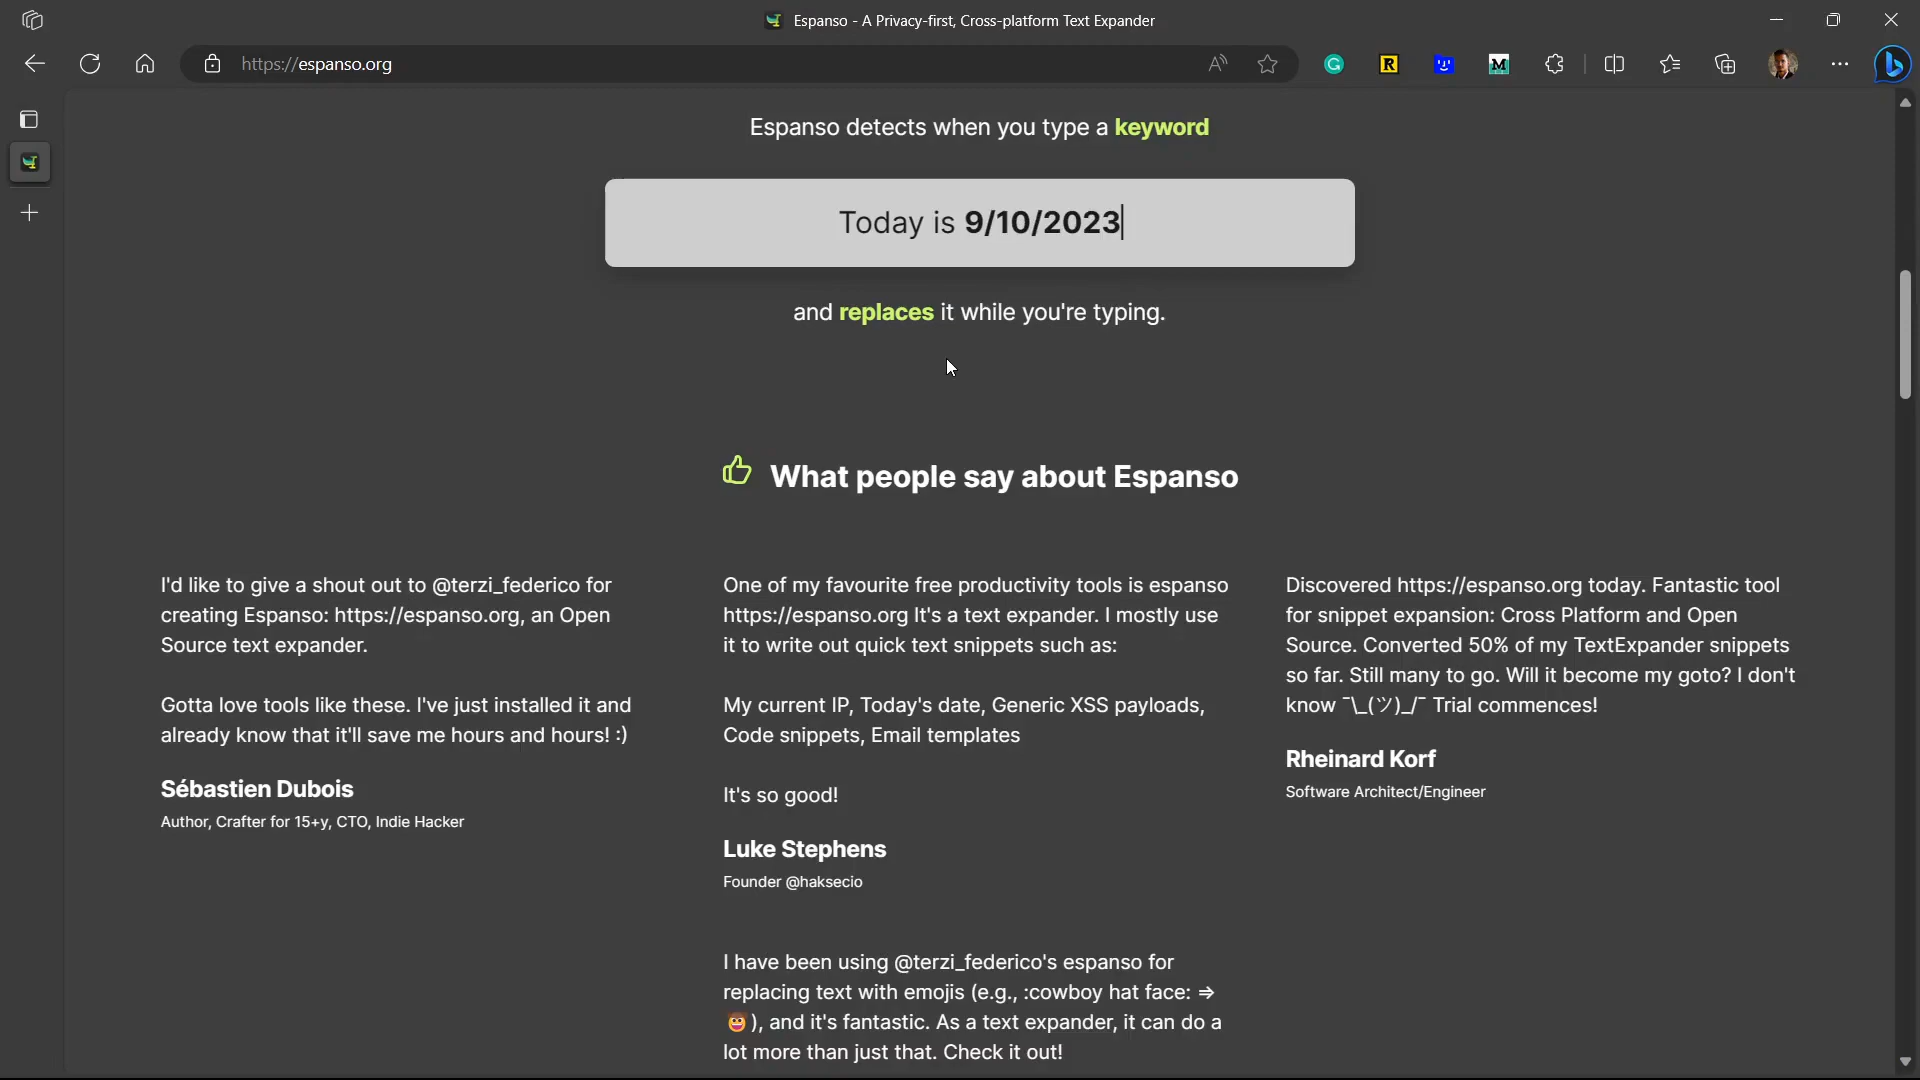 Espanso - A Privacy-first, Cross-platform Text Expander
https://espanso.org
Espanso detects when you type a keyword
Today is 9/10/2023
and replaces it while you're typing.
What people say about Espanso
I'd like to give a shout out to @terzi_federico for
creating Espanso: https://espanso.org, an Open
Source text expander.
Gotta love tools like these. I've just installed it and
already know that it'll save me hours and hours! :)
Sébastien Dubois
Author, Crafter for 15+y, CTO, Indie Hacker
One of my favourite free productivity tools is espanso
https://espanso.org It's a text expander. I mostly use
it to write out quick text snippets such as:
My current IP, Today's date, Generic XSS payloads,
Code snippets, Email templates
It's so good!
Luke Stephens
Founder @haksecio
I have been using @terzi_federico's espanso for
replacing text with emojis (e.g., :cowboy hat face: ⇒
🤠), and it's fantastic. As a text expander, it can do a
lot more than just that. Check it out!
Discovered https://espanso.org today. Fantastic tool
for snippet expansion: Cross Platform and Open
Source. Converted 50% of my TextExpander snippets
so far. Still many to go. Will it become my goto? I don't
know ¯\_(ツ)_/¯ Trial commences!
Rheinard Korf
Software Architect/Engineer